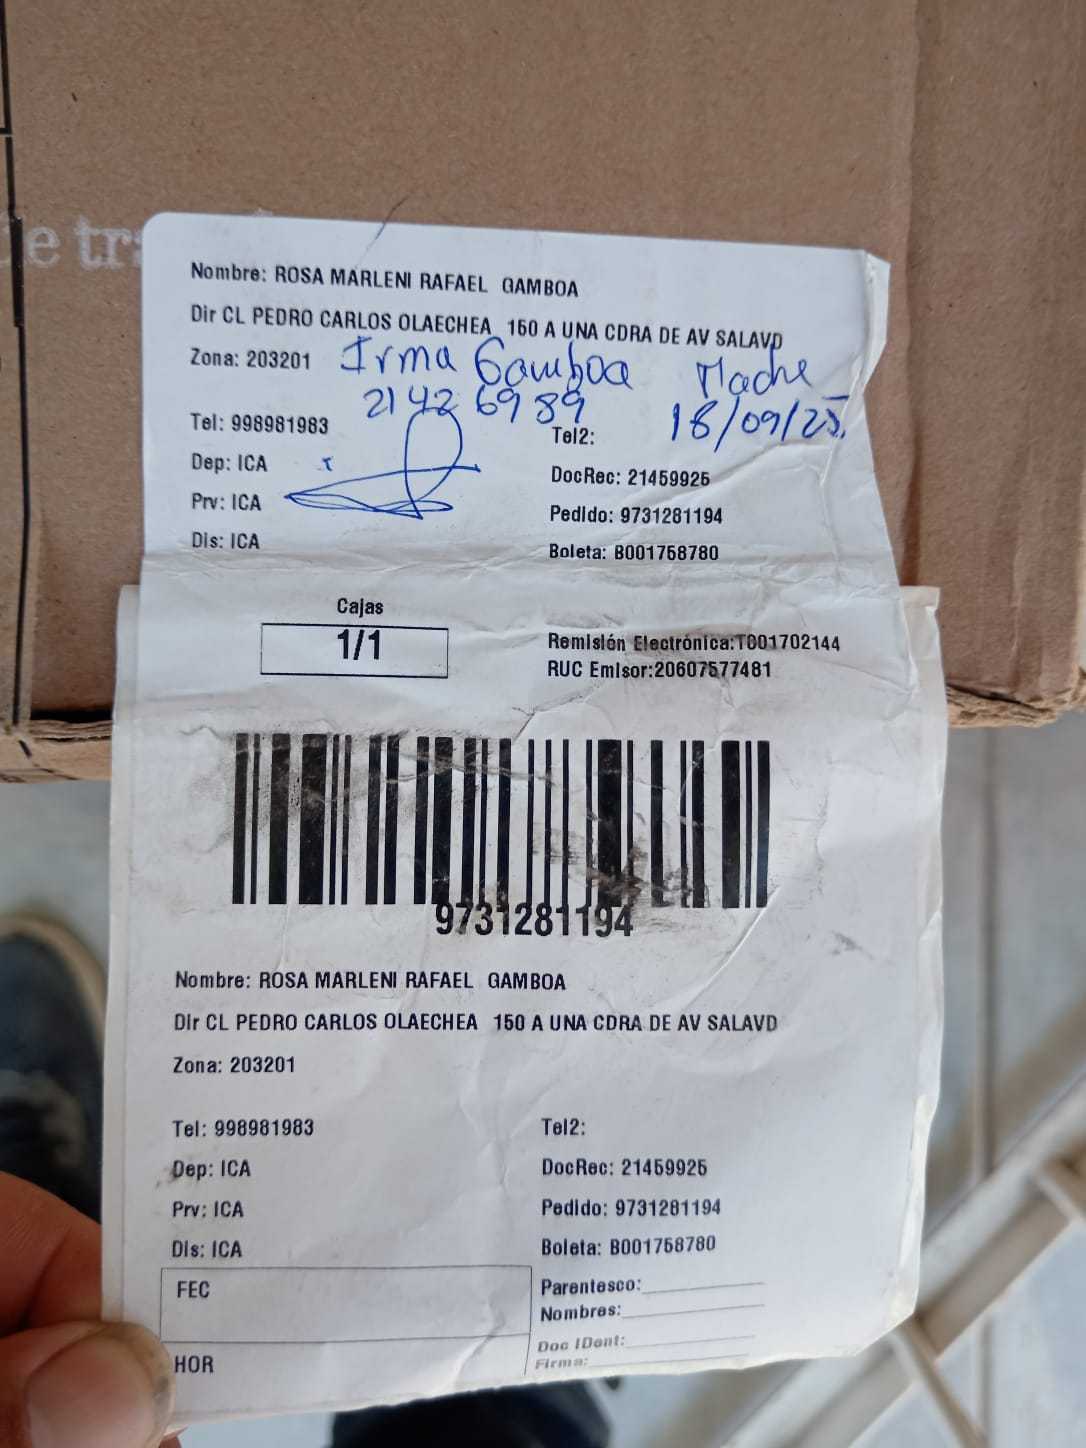 de tra
Nombre: ROSA MARLENI RAFAEL GAMBOA
Dir CL PEDRO CARLOS OLAECHEA 150 A UNA CDRA DE AV SALAVD
Zona: 203201
Irma Gamboa Madre
21426989 18/09/25.
Tel: 998981983 Tel2:
Dep: ICA DocRec: 21459925
Prv: ICA Pedido: 9731281194
Dis: ICA Boleta: B001758780
Cajas
1/1
Remisión Electrónica:T001702144
RUC Emisor:20607577481
9731281194
Nombre: ROSA MARLENI RAFAEL GAMBOA
Dir CL PEDRO CARLOS OLAECHEA 150 A UNA CDRA DE AV SALAVD
Zona: 203201
Tel: 998981983 Tel2:
Dep: ICA DocRec: 21459925
Prv: ICA Pedido: 9731281194
Dis: ICA Boleta: B001758780
FEC
HOR
Parentesco:
Nombres:
Doc IDent:
Firma: